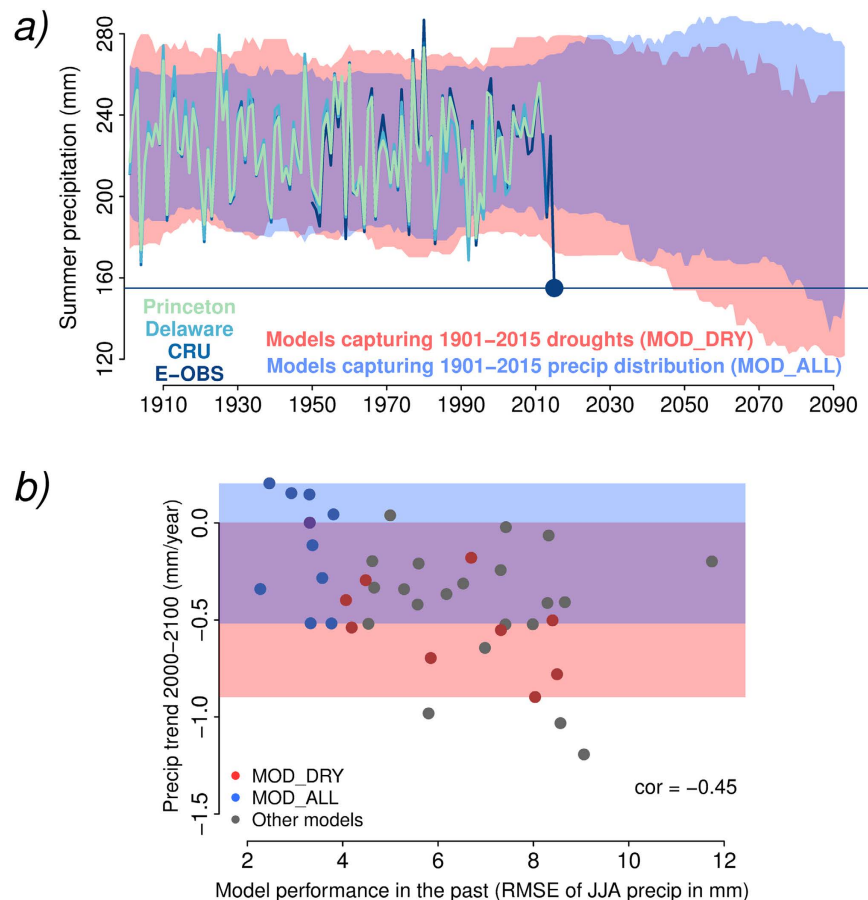 a)
Summer precipitation (mm)
280
240
200
160
120
Princeton
Delaware
CRU
E−OBS
Models capturing 1901−2015 droughts (MOD_DRY)
Models capturing 1901−2015 precip distribution (MOD_ALL)
1910 1930 1950 1970 1990 2010 2030 2050 2070 2090
b)
Precip trend 2000−2100 (mm/year)
0.0
−0.5
−1.0
−1.5
MOD_DRY
MOD_ALL
Other models
cor = −0.45
2 4 6 8 10 12
Model performance in the past (RMSE of JJA precip in mm)